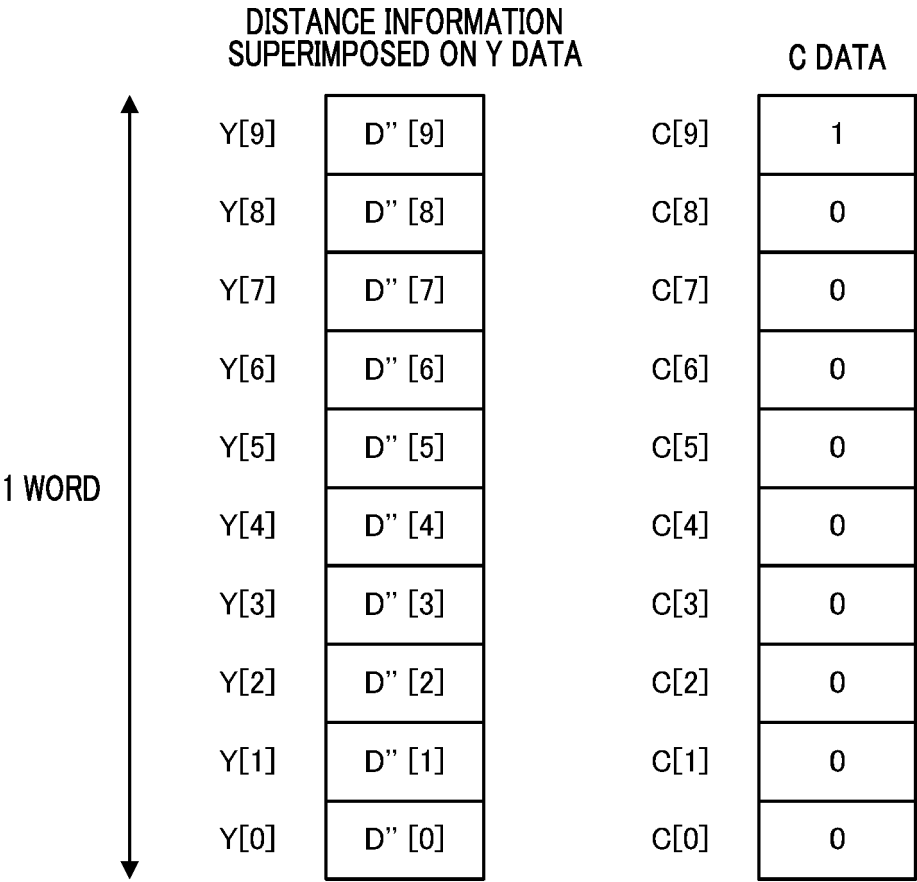 DISTANCE INFORMATION
SUPERIMPOSED ON Y DATA
C DATA
Y[9] D” [9] C[9] 1
Y[8] D” [8] C[8] 0
Y[7] D” [7] C[7] 0
Y[6] D” [6] C[6] 0
Y[5] D” [5] C[5] 0
1 WORD
Y[4] D” [4] C[4] 0
Y[3] D” [3] C[3] 0
Y[2] D” [2] C[2] 0
Y[1] D” [1] C[1] 0
Y[0] D” [0] C[0] 0